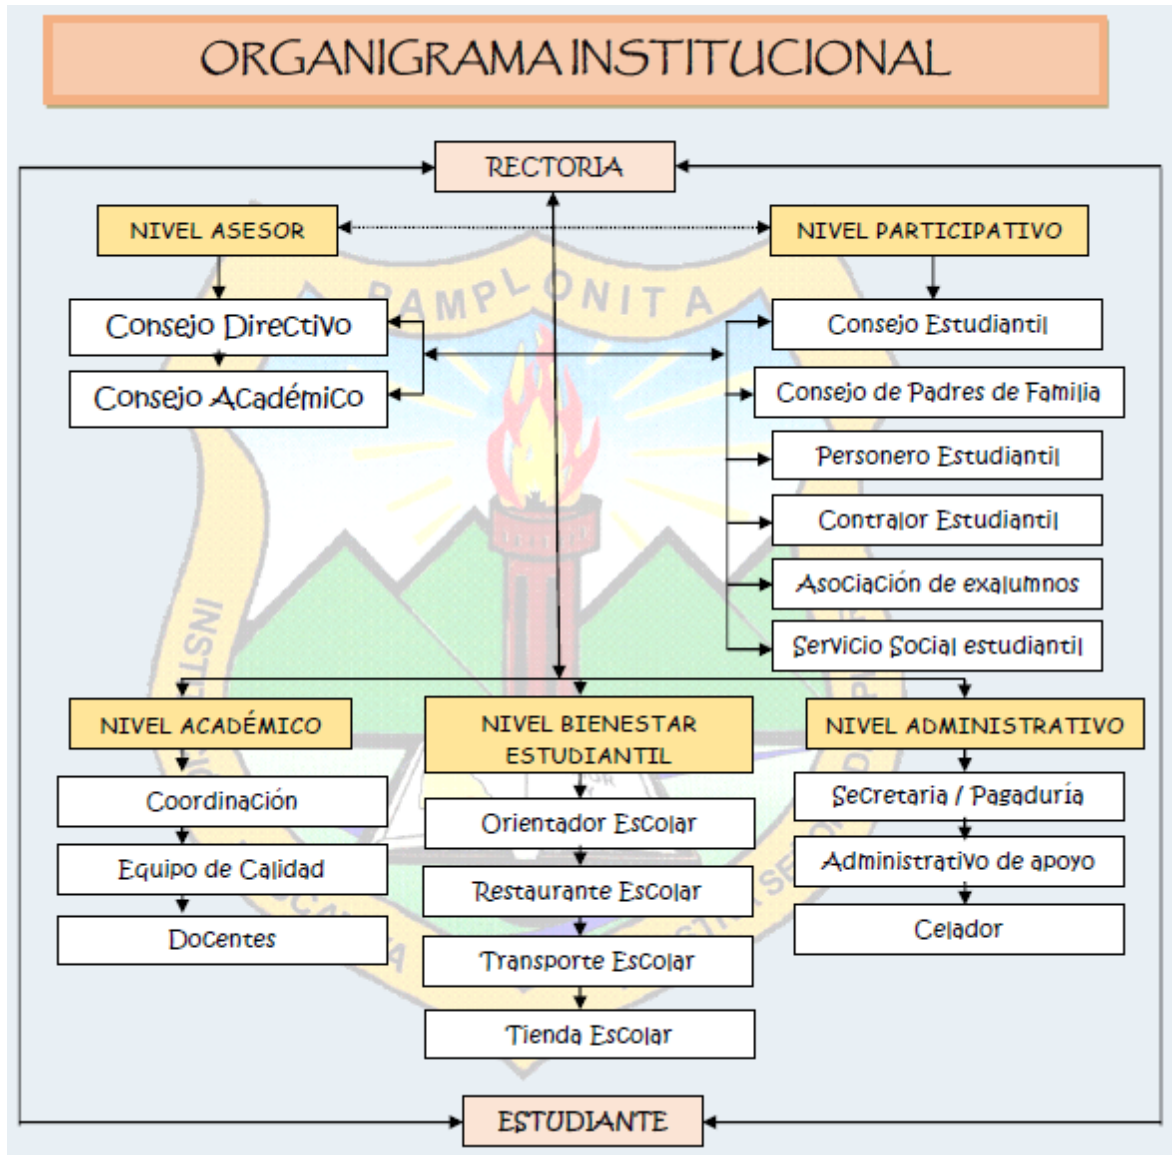 ORGANIGRAMA INSTITUCIONAL
RECTORIA
NIVEL ASESOR
NIVEL PARTICIPATIVO
PAMPLONITA
Consejo Directivo
Consejo Académico
Consejo Estudiantil
Consejo de Padres de Familia
Personero Estudiantil
Contralor Estudiantil
Asociación de exalumnos
Servicio Social estudiantil
NIVEL ACADÉMICO
Coordinación
Equipo de Calidad
Docentes
NIVEL BIENESTAR
ESTUDIANTIL
Orientador Escolar
Restaurante Escolar
Transporte Escolar
Tienda Escolar
NIVEL ADMINISTRATIVO
Secretaria / Pagaduría
Administrativo de apoyo
Celador
ESTUDIANTE